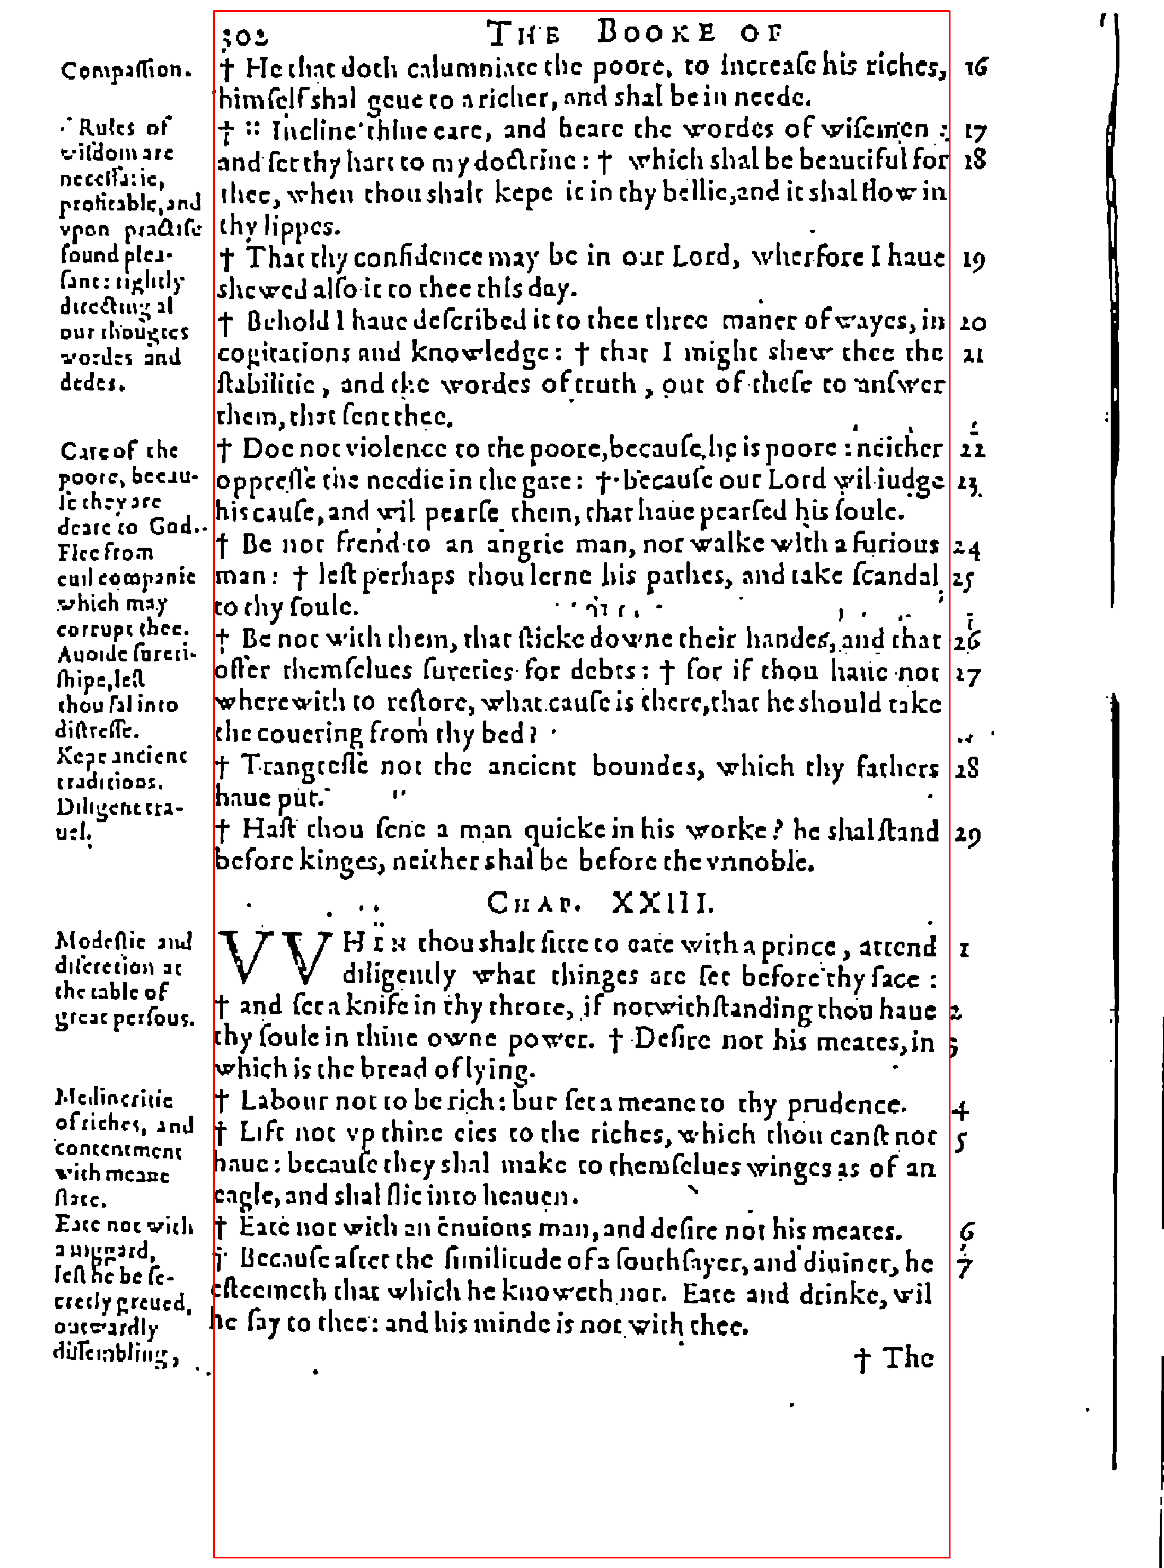 302 THE BOOKE OF
Compaſſion.
† He that doth calumniate the poore, to increaſe his riches, 16
himſelf shal geue to a richer, and shal be in neede.
:: Rules of
wiſdom are
neceſſarie,
profitable, and
vpon practiſe
found plea-
ſant: rightly
directing al
our thoughtes
wordes and
dedes.
† :: Incline thine eare, and heare the wordes of wiſemen: 17
and ſet thy hart to my doctrine: † which shal be beautiful for 18
thee, when thou shalt kepe it in thy bellie, and it shal flow in
thy lippes.
† That thy confidence may be in our Lord, wherfore I haue 19
shewed alſo it to thee this day.
† Behold I haue deſcribed it to thee three maner of wayes, in 20
cogitations and knowledge: † that I might shew thee the 21
ſtabilitie, and the wordes of truth, out of theſe to anſwer
them, that ſent thee.
Care of the
poore, becau-
ſe they are
deare to God.
† Doe not violence to the poore, becauſe he is poore: neither 22
oppreſſe the needie in the gate: † becauſe our Lord wil iudge 23
his cauſe, and wil pearſe them, that haue pearſed his ſoule.
Flee from
euil companie
which may
corrupt thee.
† Be not frend to an angrie man, nor walke with a furious 24
man: † leſt perhaps thou lerne his pathes, and take ſcandal 25
to thy ſoule.
Auoide ſureti-
ſhipe, leſt
thou fal into
diſtreſſe.
† Be not with them, that ſticke downe their handes, and that 26
offer themſelues ſureties for debts: † for if thou haue not 27
wherewith to reſtore, what cauſe is there, that he should take
the couering from thy bed?
Kepe ancient
traditions.
† Tranſgreſſe not the ancient boundes, which thy fathers 28
haue put.
Diligent tra-
uel.
† Haſt thou ſene a man quicke in his worke? he shal ſtand 29
before kinges, neither shal be before the vnnoble.
CHAP. XXIII.
Modeſtie and
diſcretion at
the table of
great perſons.
WHEN thou shalt ſitte to eate with a prince, attend 1
diligently what thinges are ſet before thy face:
† and ſet a knife in thy throte, if notwithſtanding thou haue 2
thy ſoule in thine owne power. † Deſire not his meates, in 3
which is the bread of lying.
Mediocritie
of riches, and
contentment
with meane
ſtate.
† Labour not to be rich: but ſet a meane to thy prudence. 4
† Lift not vp thine eies to the riches, which thou canſt not 5
haue: becauſe they shal make to themſelues winges as of an
eagle, and shal flie into heauen.
Eate not with
a niggard,
leſt he be ſe-
cretly greued,
outwardly
diſſembling,
† Eate not with an enuious man, and deſire not his meates. 6
† Becauſe after the ſimilitude of a ſouthſayer, and diuiner, he 7
eſteemeth that which he knoweth not. Eate and drinke, wil
he ſay to thee: and his minde is not with thee.
† The